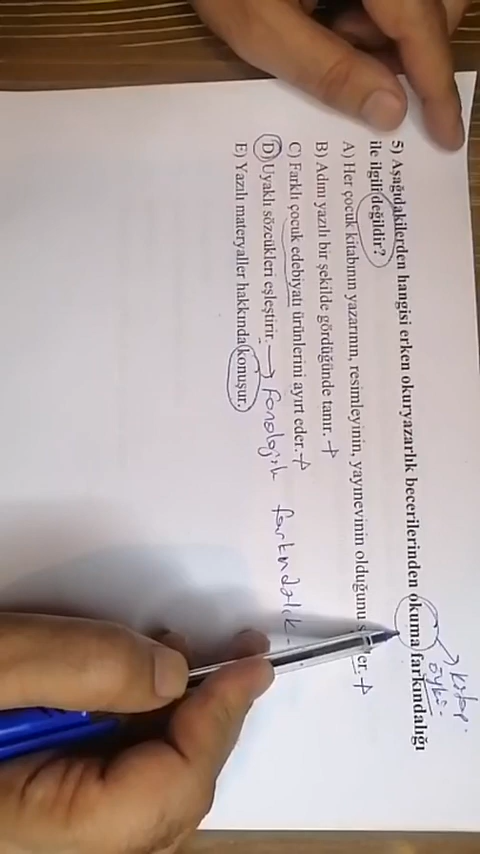 5) Aşağıdakilerden hangisi erken okuryazarlık becerilerinden okuma farkındalığı
ile ilgili değildir?
A) Her çocuk kitabının yazarının, resimleyinin, yayınevinin olduğunu
B) Adını yazılı bir şekilde gördüğünde tanır. +
C) Farklı çocuk edebiyatı ürünlerini ayırt eder. +
D) Uyaklı sözcükleri eşleştirir. → fonolojik farkındalık
E) Yazılı materyaller hakkında konuşur.
kitap
öykü